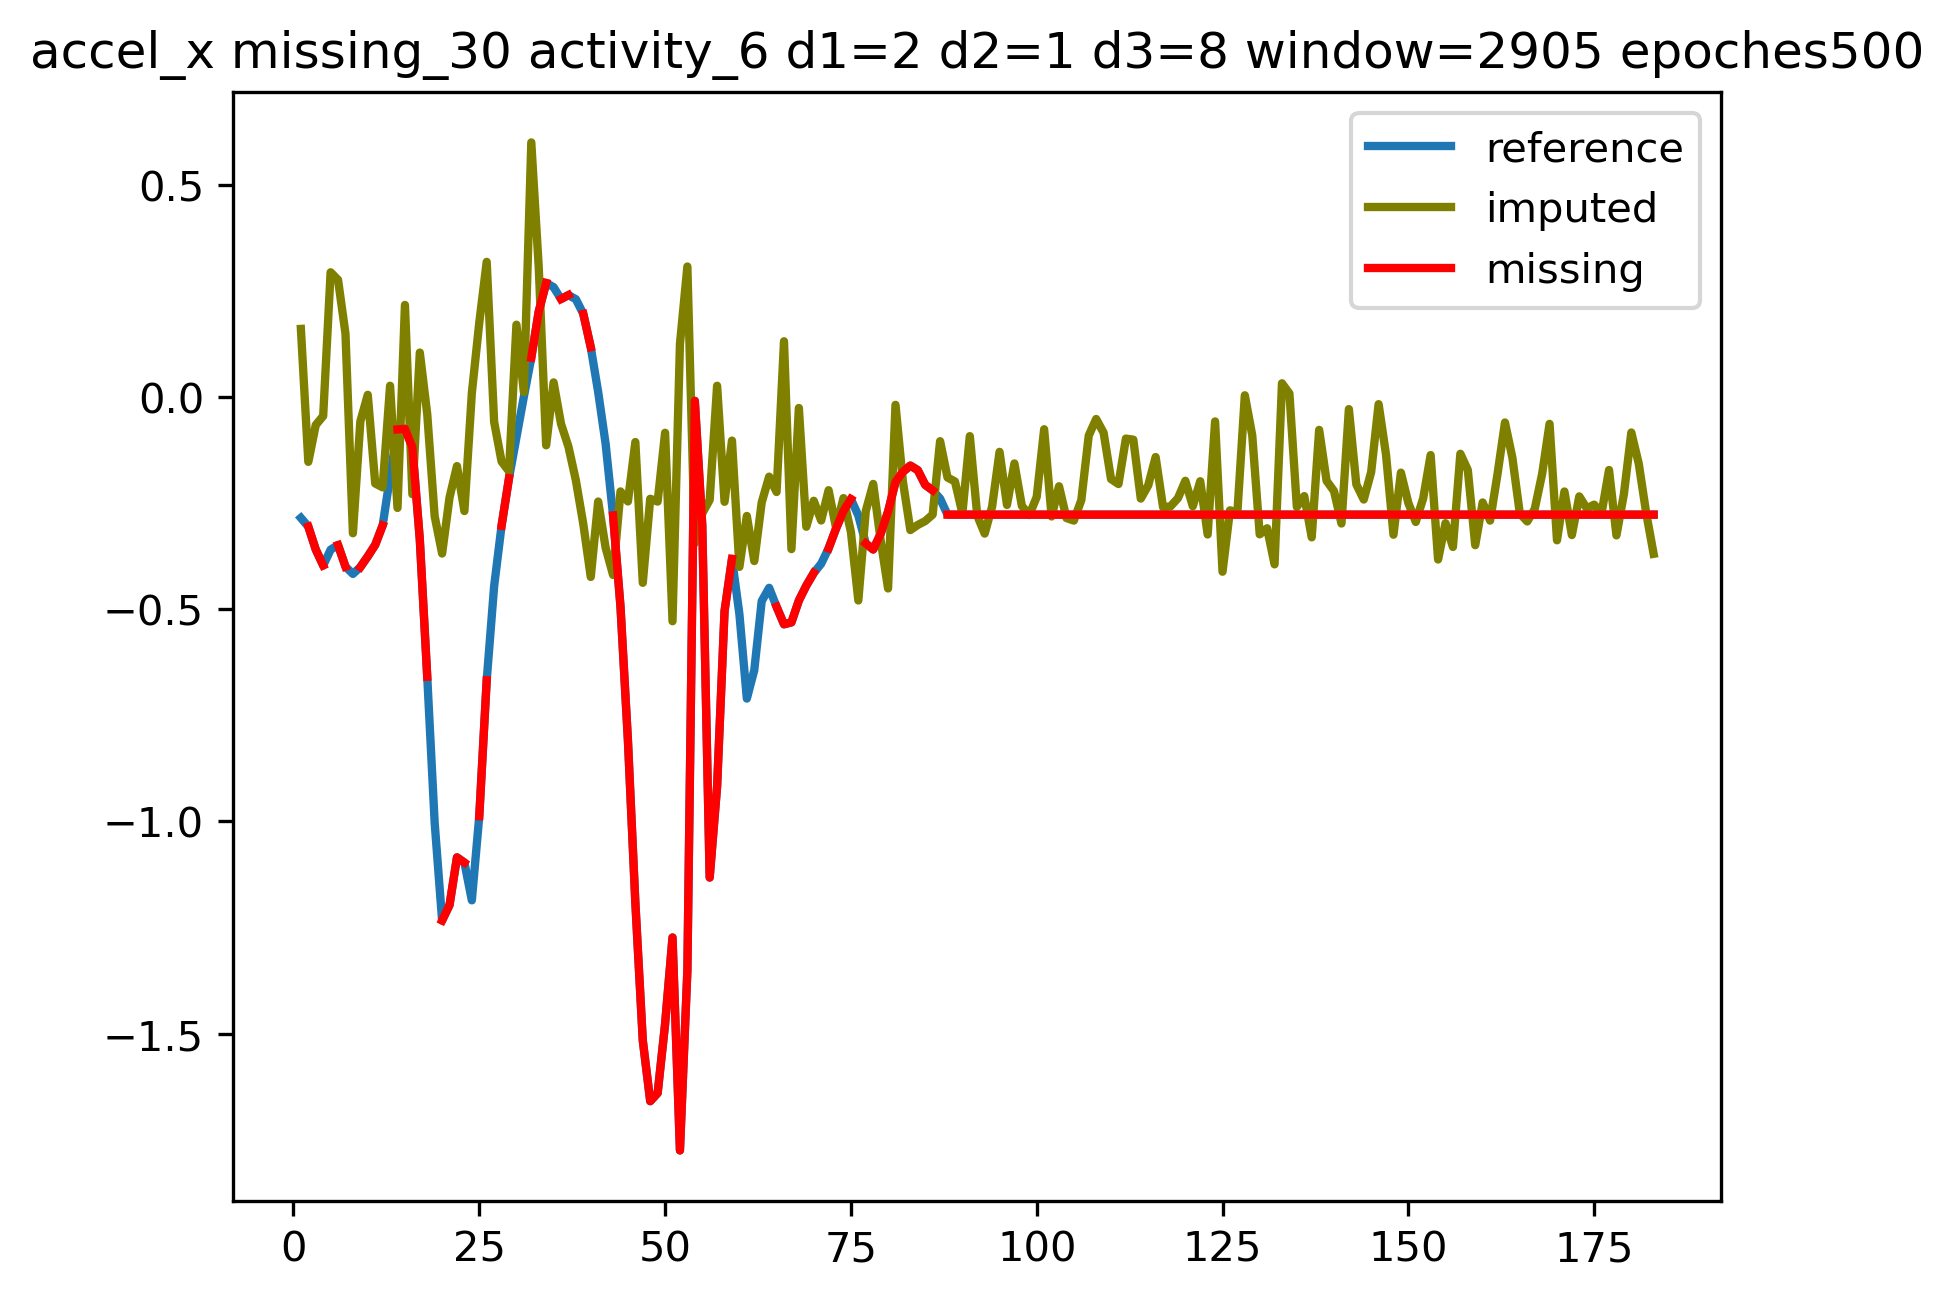 accel_x missing_30 activity_6 d1=2 d2=1 d3=8 window=2905 epoches500
reference
imputed
missing
0.5
0.0
−0.5
−1.0
−1.5
0 25 50 75 100 125 150 175